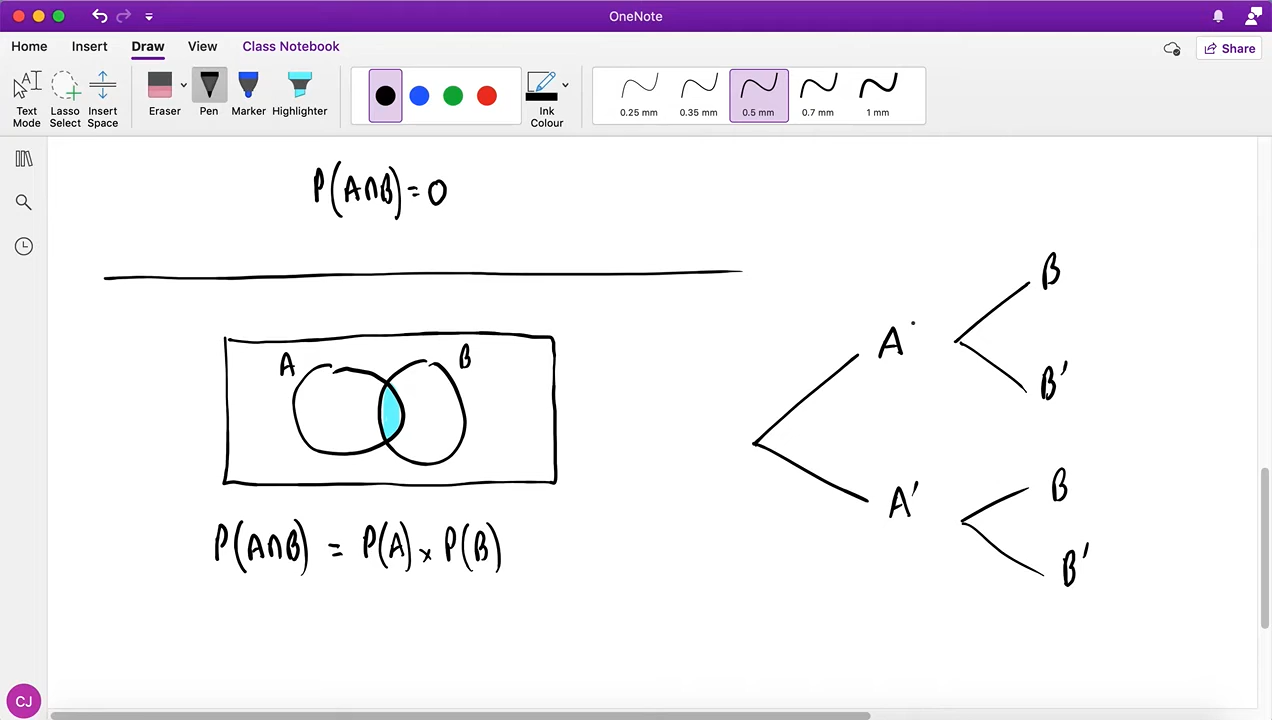 OneNote
Home Insert Draw View Class Notebook
Share
Text Mode
Lasso Select
Insert Space
Eraser
Pen
Marker
Highlighter
Ink Colour
0.25 mm
0.35 mm
0.5 mm
0.7 mm
1 mm
P(A∩B)=0
A
B
P(A∩B) = P(A) × P(B)
B
A
B'
A'
B
B'
CJ